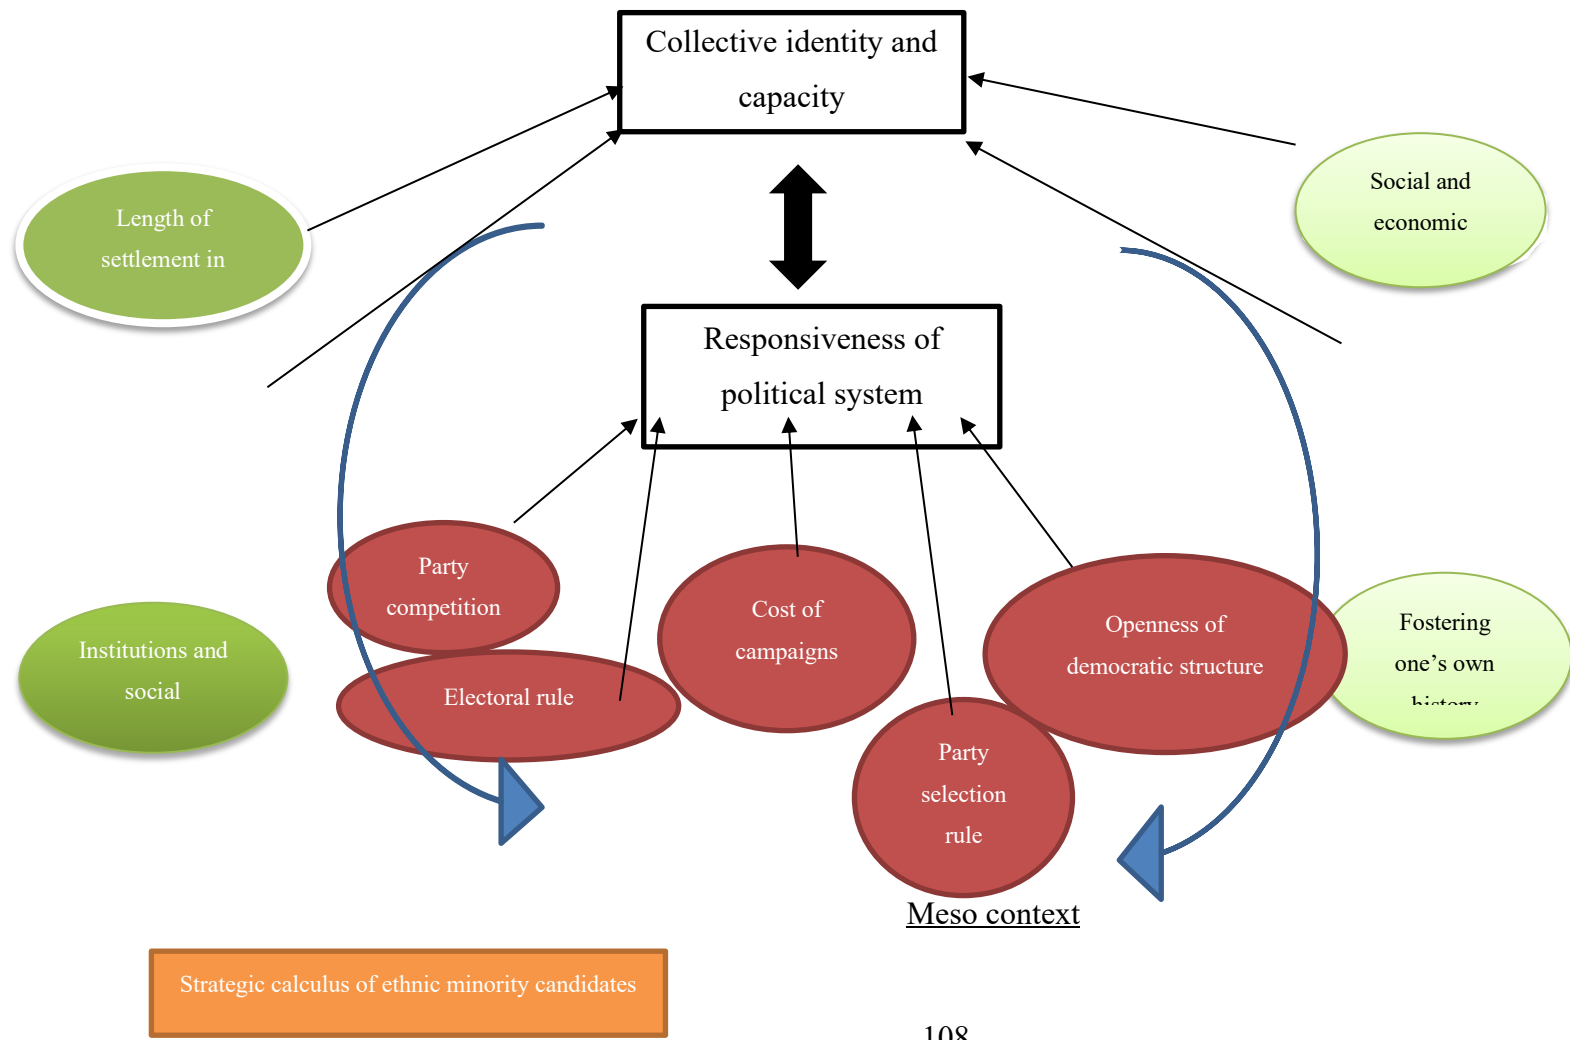 Collective identity and
capacity
Social and
economic
Length of
settlement in
Responsiveness of
political system
Party
competition
Cost of
campaigns
Openness of
democratic structure
Fostering
one’s own
history
Institutions and
social
Electoral rule
Party
selection
rule
Meso context
Strategic calculus of ethnic minority candidates
108